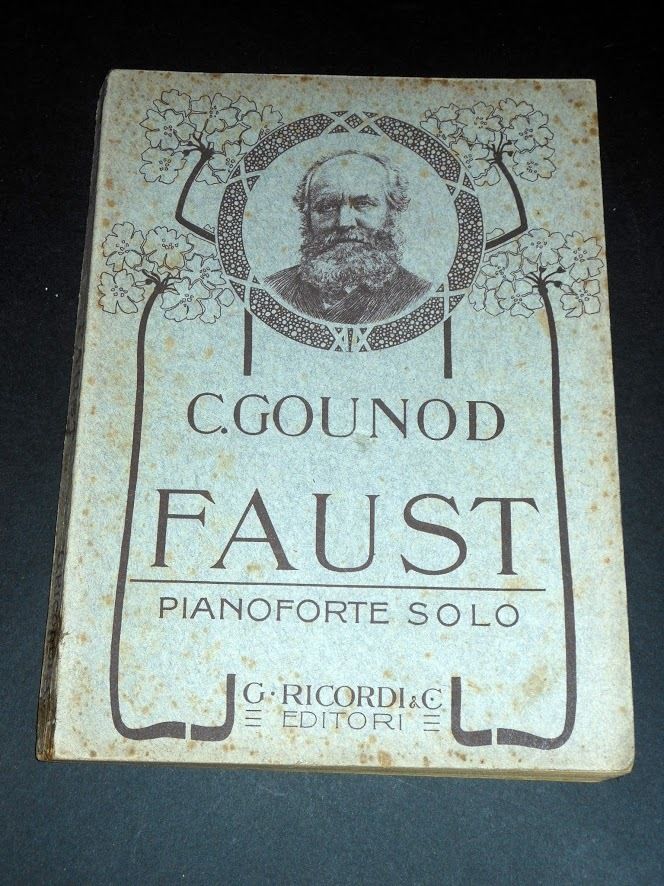 C. GOUNOD
FAUST
PIANOFORTE SOLO
G. RICORDI & C.
EDITORI